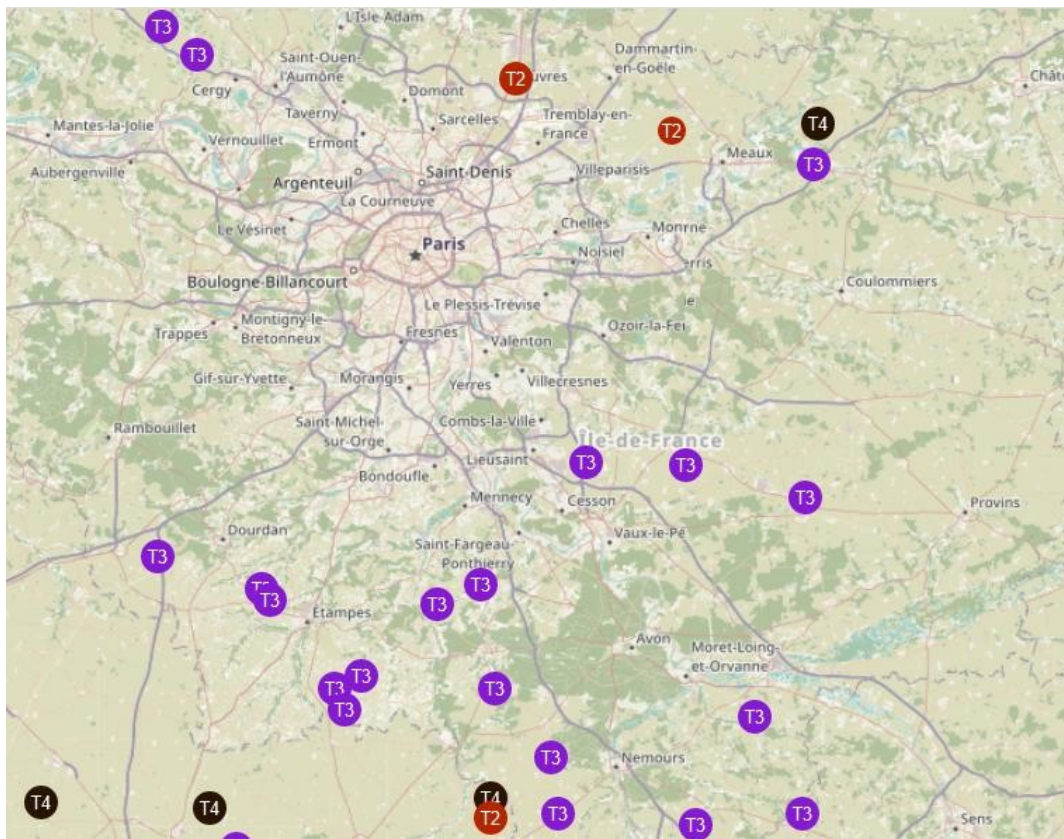 T3
L'Isle-Adam
T3
Saint-Ouen-
l'Aumône
T2
Dammartin-
en-Goële
Cergy
Domont
Taverny
Sarcelles
Tremblay-en-
France
T2
T4
Mantes-la-Jolie
Vernouillet
Ermont
Meaux
T3
Aubergenville
Argenteuil
Saint-Denis
Villeparisis
La Courneuve
Le Vésinet
Chelles
Paris
Noisiel
Boulogne-Billancourt
Coulommiers
Le Plessis-Trévise
Trappes
Montigny-le-
Bretonneux
Fresnes
Valenton
Gif-sur-Yvette
Morangis
Yerres
Villecresnes
Rambouillet
Saint-Michel-
sur-Orge
Combs-la-Ville
Île-de-France
Lieusaint
T3
T3
Bondoufle
Mennecy
Cesson
T3
Provins
Dourdan
Saint-Fargeau-
Ponthierry
Vaux-le-Pé
T3
T3
T3
T3
T3
Étampes
Avon
Moret-Loing-
et-Orvanne
T3
T3
T3
T3
T3
T3
Nemours
T4
T4
T4
T2
T3
T3
T3
Sens
T3